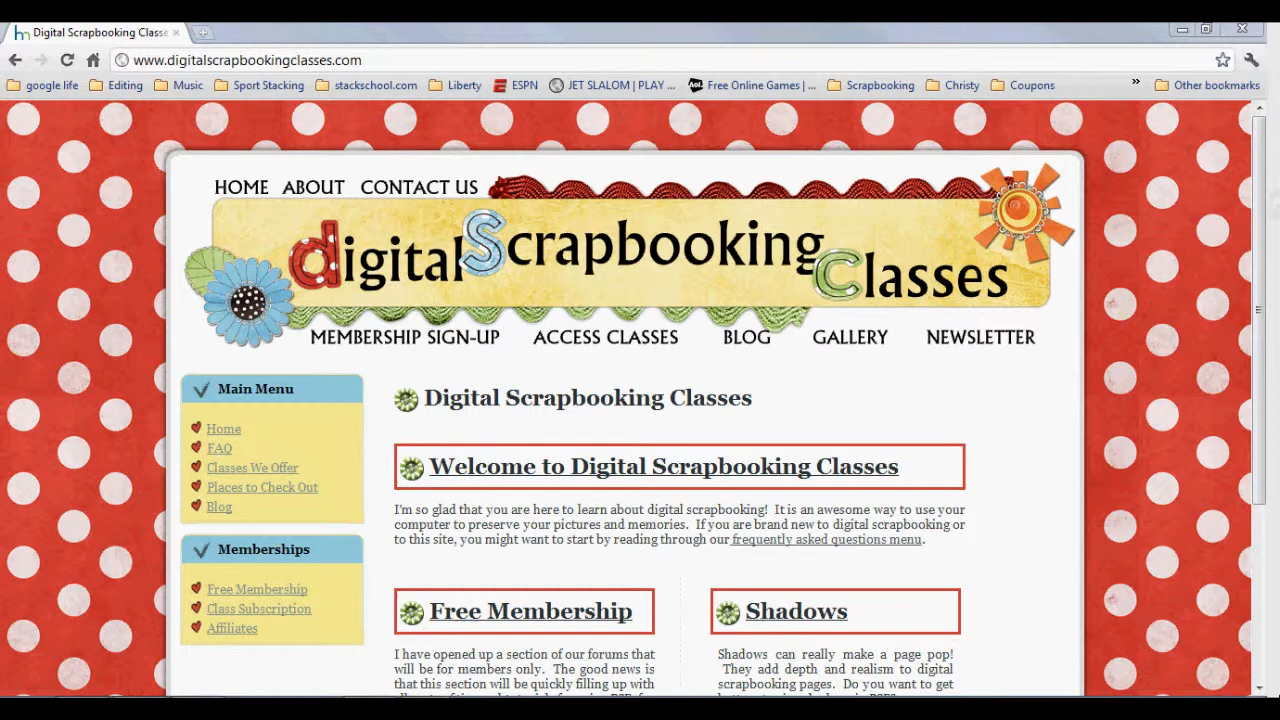 Digital Scrapbooking Classe
www.digitalscrapbookingclasses.com
google life Editing Music Sport Stacking stackschool.com Liberty ESPN JET SLALOM | PLAY ... Free Online Games | ... Scrapbooking Christy Coupons » Other bookmarks
HOME ABOUT CONTACT US
digital Scrapbooking Classes
MEMBERSHIP SIGN-UP ACCESS CLASSES BLOG GALLERY NEWSLETTER
Main Menu
Home
FAQ
Classes We Offer
Places to Check Out
Blog
Memberships
Free Membership
Class Subscription
Affiliates
Digital Scrapbooking Classes
Welcome to Digital Scrapbooking Classes
I'm so glad that you are here to learn about digital scrapbooking! It is an awesome way to use your
computer to preserve your pictures and memories. If you are brand new to digital scrapbooking or
to this site, you might want to start by reading through our frequently asked questions menu.
Free Membership
I have opened up a section of our forums that
will be for members only. The good news is
that this section will be quickly filling up with
Shadows
Shadows can really make a page pop!
They add depth and realism to digital
scrapbooking pages. Do you want to get